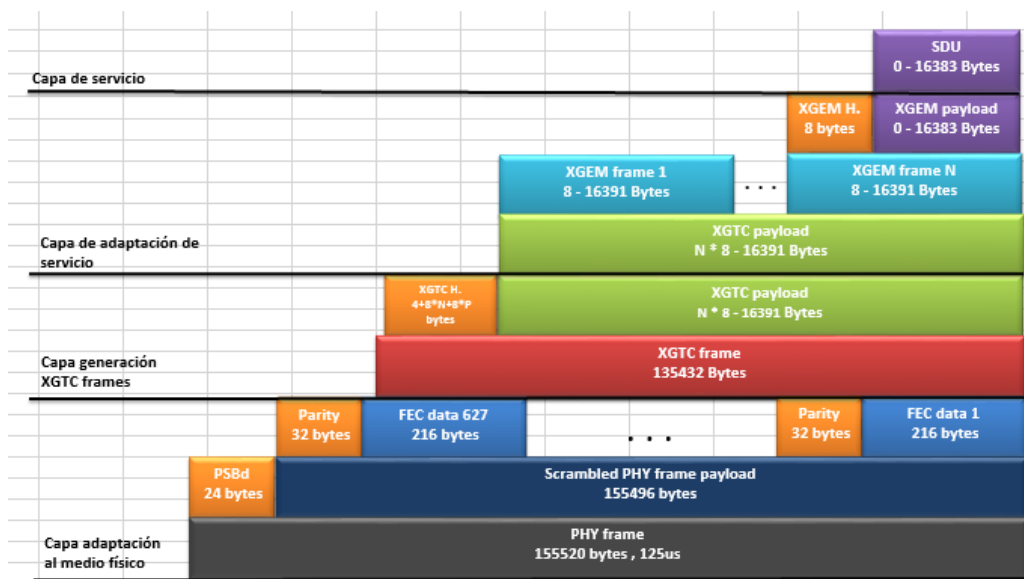 SDU
0 - 16383 Bytes
Capa de servicio
XGEM H.
8 bytes
XGEM payload
0 - 16383 Bytes
XGEM frame 1
8 - 16391 Bytes
. . .
XGEM frame N
8 - 16391 Bytes
Capa de adaptación de
servicio
XGTC payload
N * 8 - 16391 Bytes
XGTC H.
4+8*N+8*P
bytes
XGTC payload
N * 8 - 16391 Bytes
Capa generación
XGTC frames
XGTC frame
135432 Bytes
Parity
32 bytes
FEC data 627
216 bytes
. . .
Parity
32 bytes
FEC data 1
216 bytes
PSBd
24 bytes
Scrambled PHY frame payload
155496 bytes
Capa adaptación
al medio físico
PHY frame
155520 bytes , 125us